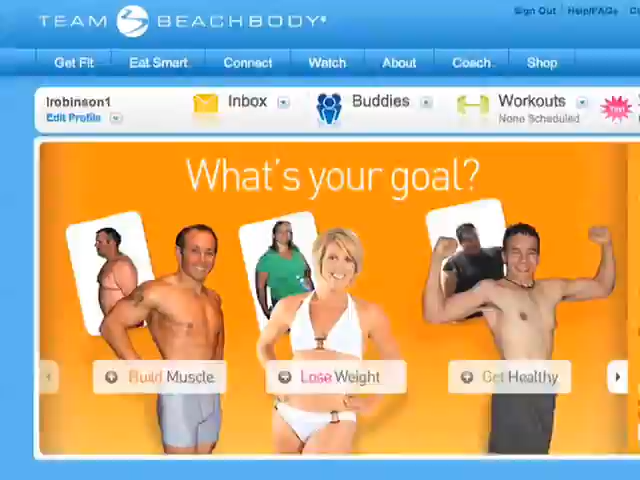 Sign Out | Help/FAQs
TEAM BEACHBODY®
Get Fit Eat Smart Connect Watch About Coach Shop
lrobinson1 Inbox Buddies Workouts
Edit Profile None Scheduled
What's your goal?
Build Muscle Lose Weight Get Healthy